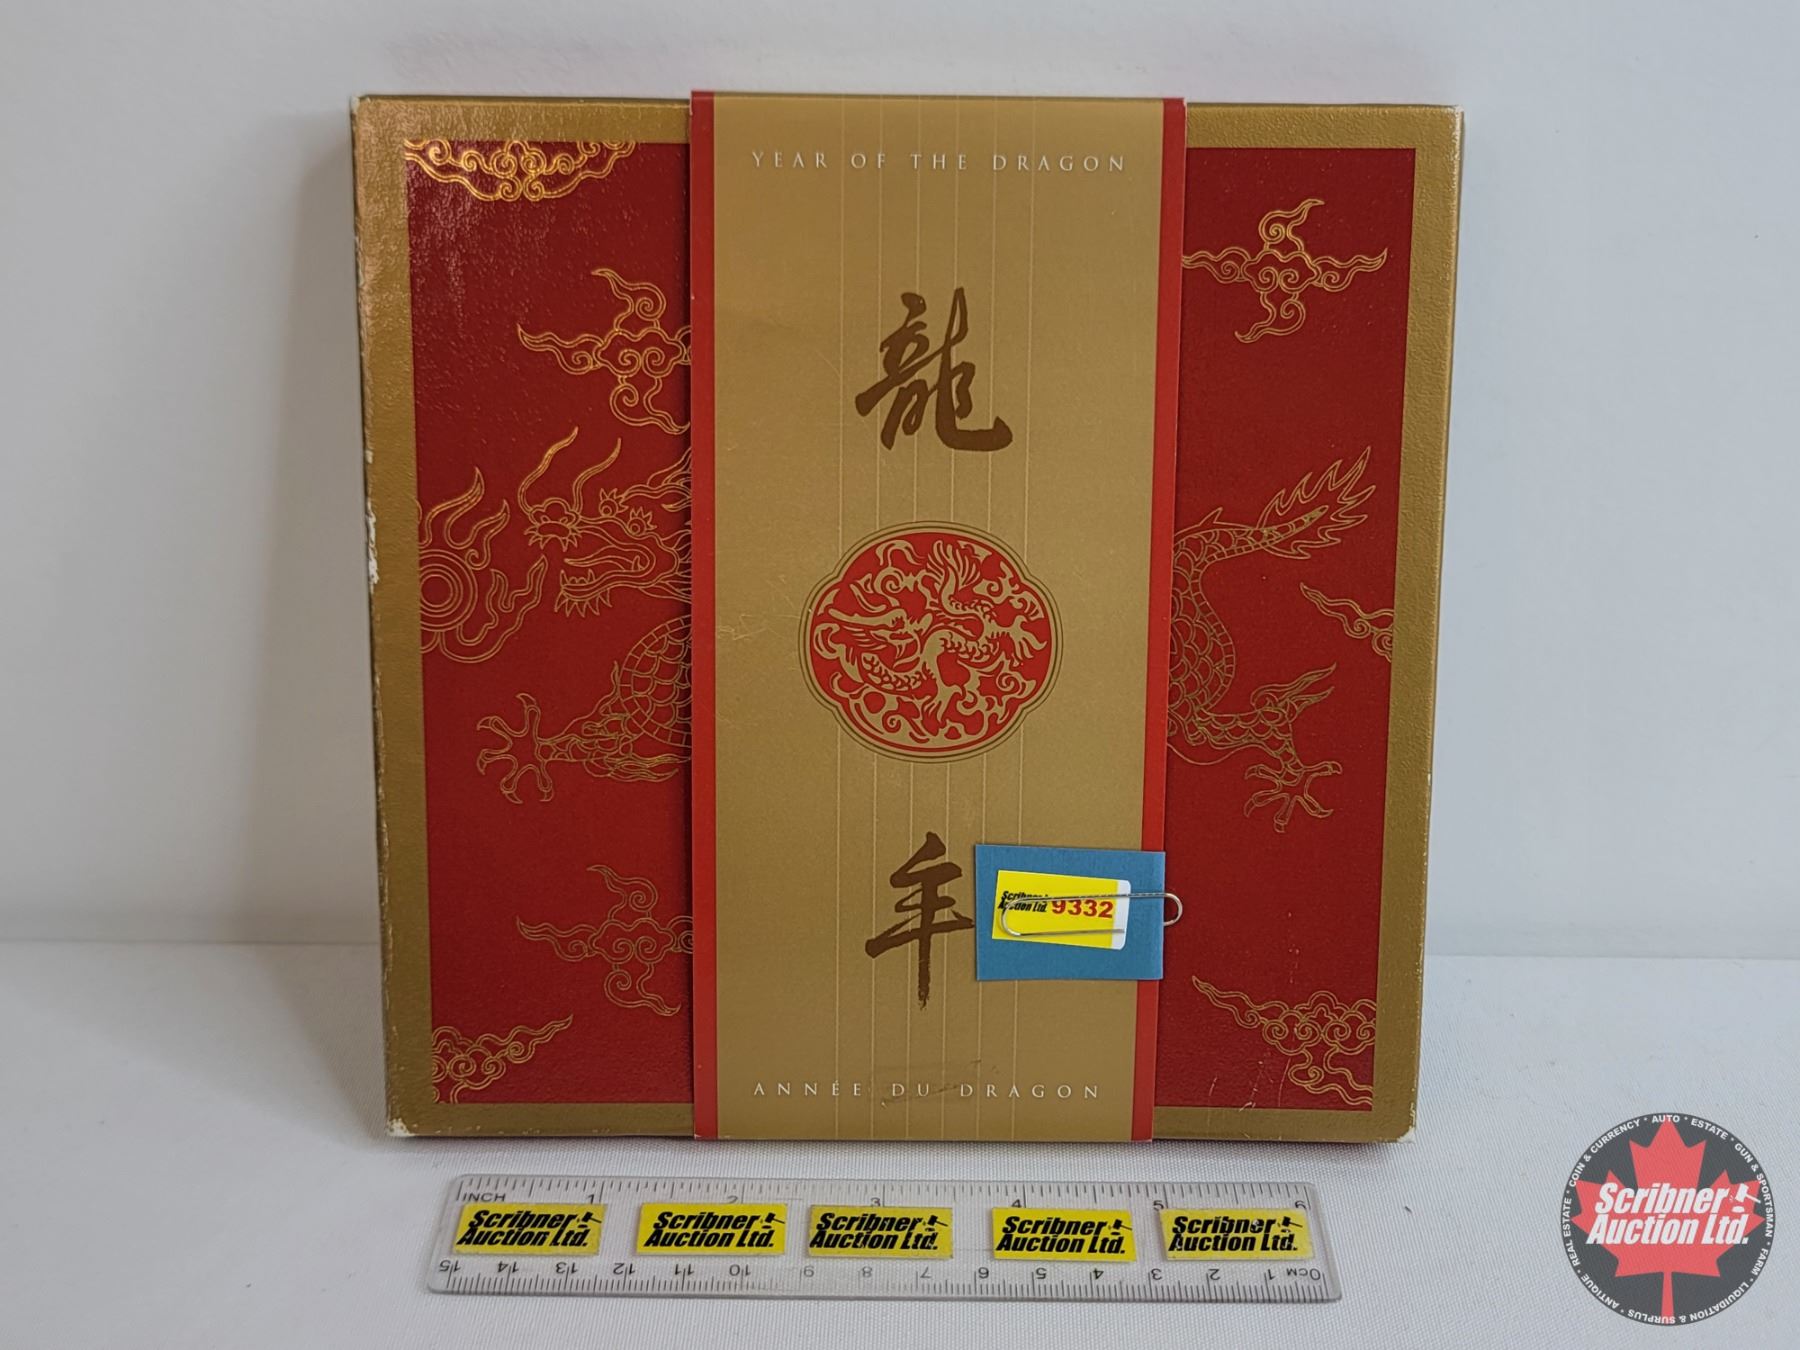 YEAR OF THE DRAGON
龍
年
Scribner
Auction Ltd. 9332
ANNÉE DU DRAGON
INCH 1 2 3 4 5 6
Scribner Auction Ltd.
Scribner Auction Ltd.
Scribner Auction Ltd.
Scribner Auction Ltd.
Scribner Auction Ltd.
15 14 13 12 11 10 9 8 7 6 5 4 3 2 1 0CM
REAL ESTATE * COIN & CURRENCY * AUTO * ESTATE * GUN & SPORTSMAN * FARM * LIQUIDATION & SURPLUS * ANTIQUE *
Scribner
Auction Ltd.